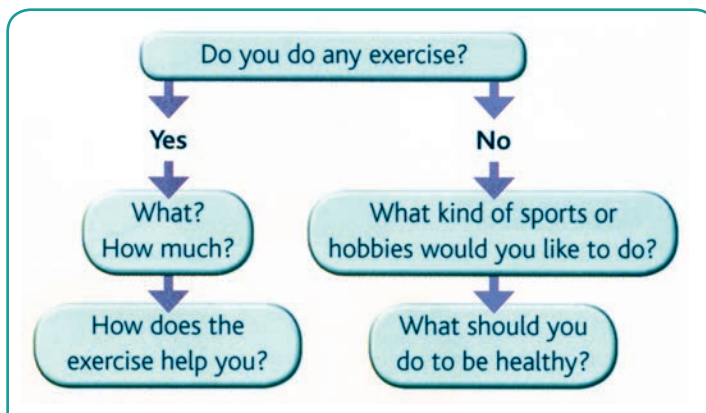 Do you do any exercise?
Yes
What?
How much?
How does the
exercise help you?
No
What kind of sports or
hobbies would you like to do?
What should you
do to be healthy?